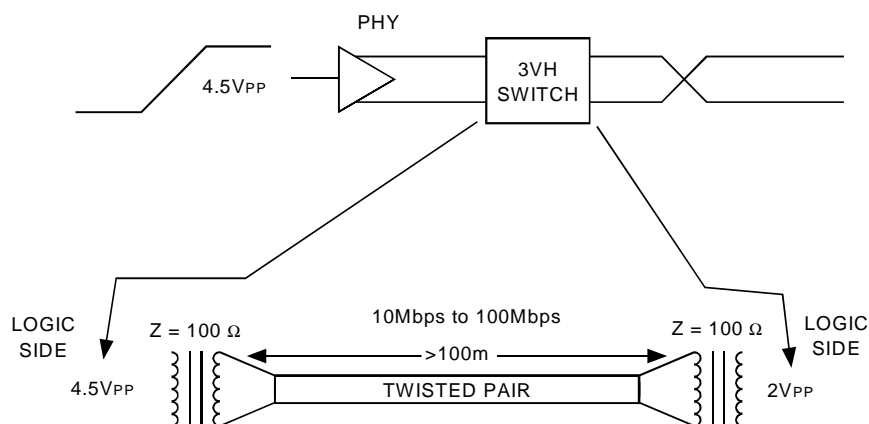 PHY
4.5VPP
3VH
SWITCH
LOGIC
SIDE
Z = 100 Ω
10Mbps to 100Mbps
Z = 100 Ω
LOGIC
SIDE
>100m
4.5VPP
TWISTED PAIR
2VPP